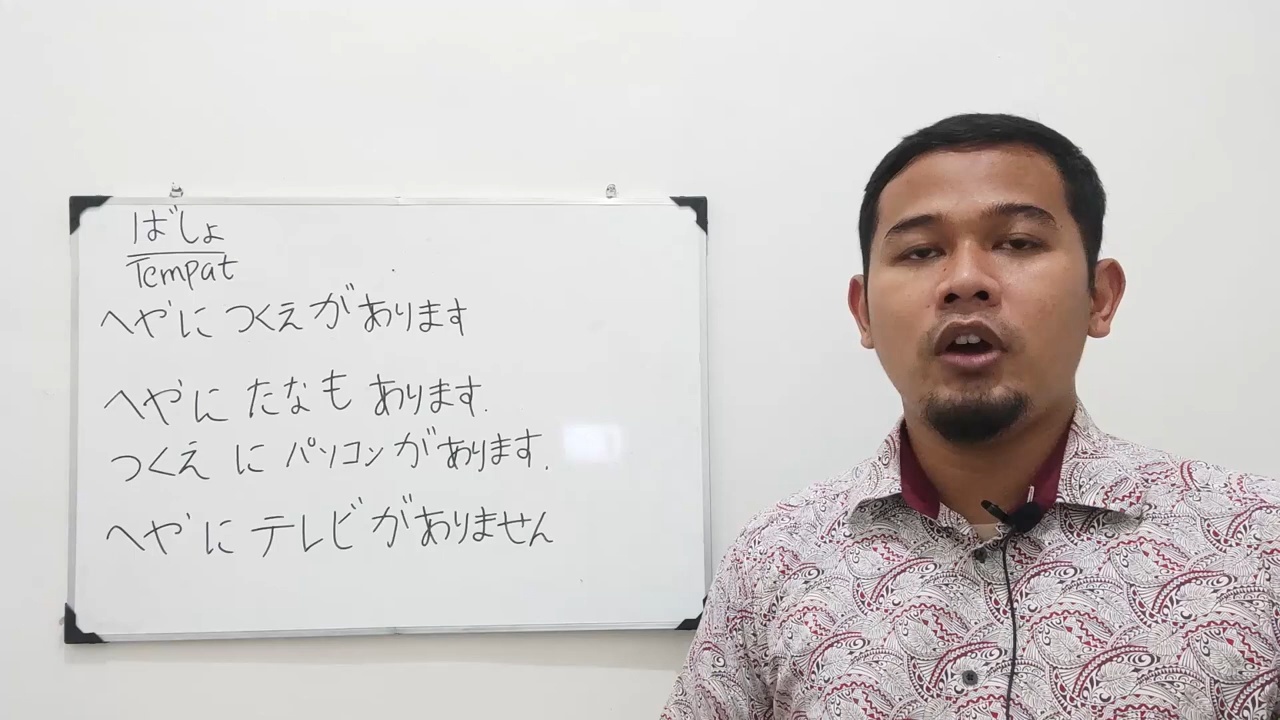 ばしょ
Tempat
へやに つくえがあります
へやに たなも あります.
つくえ に パソコンがあります.
へやに テレビがありません